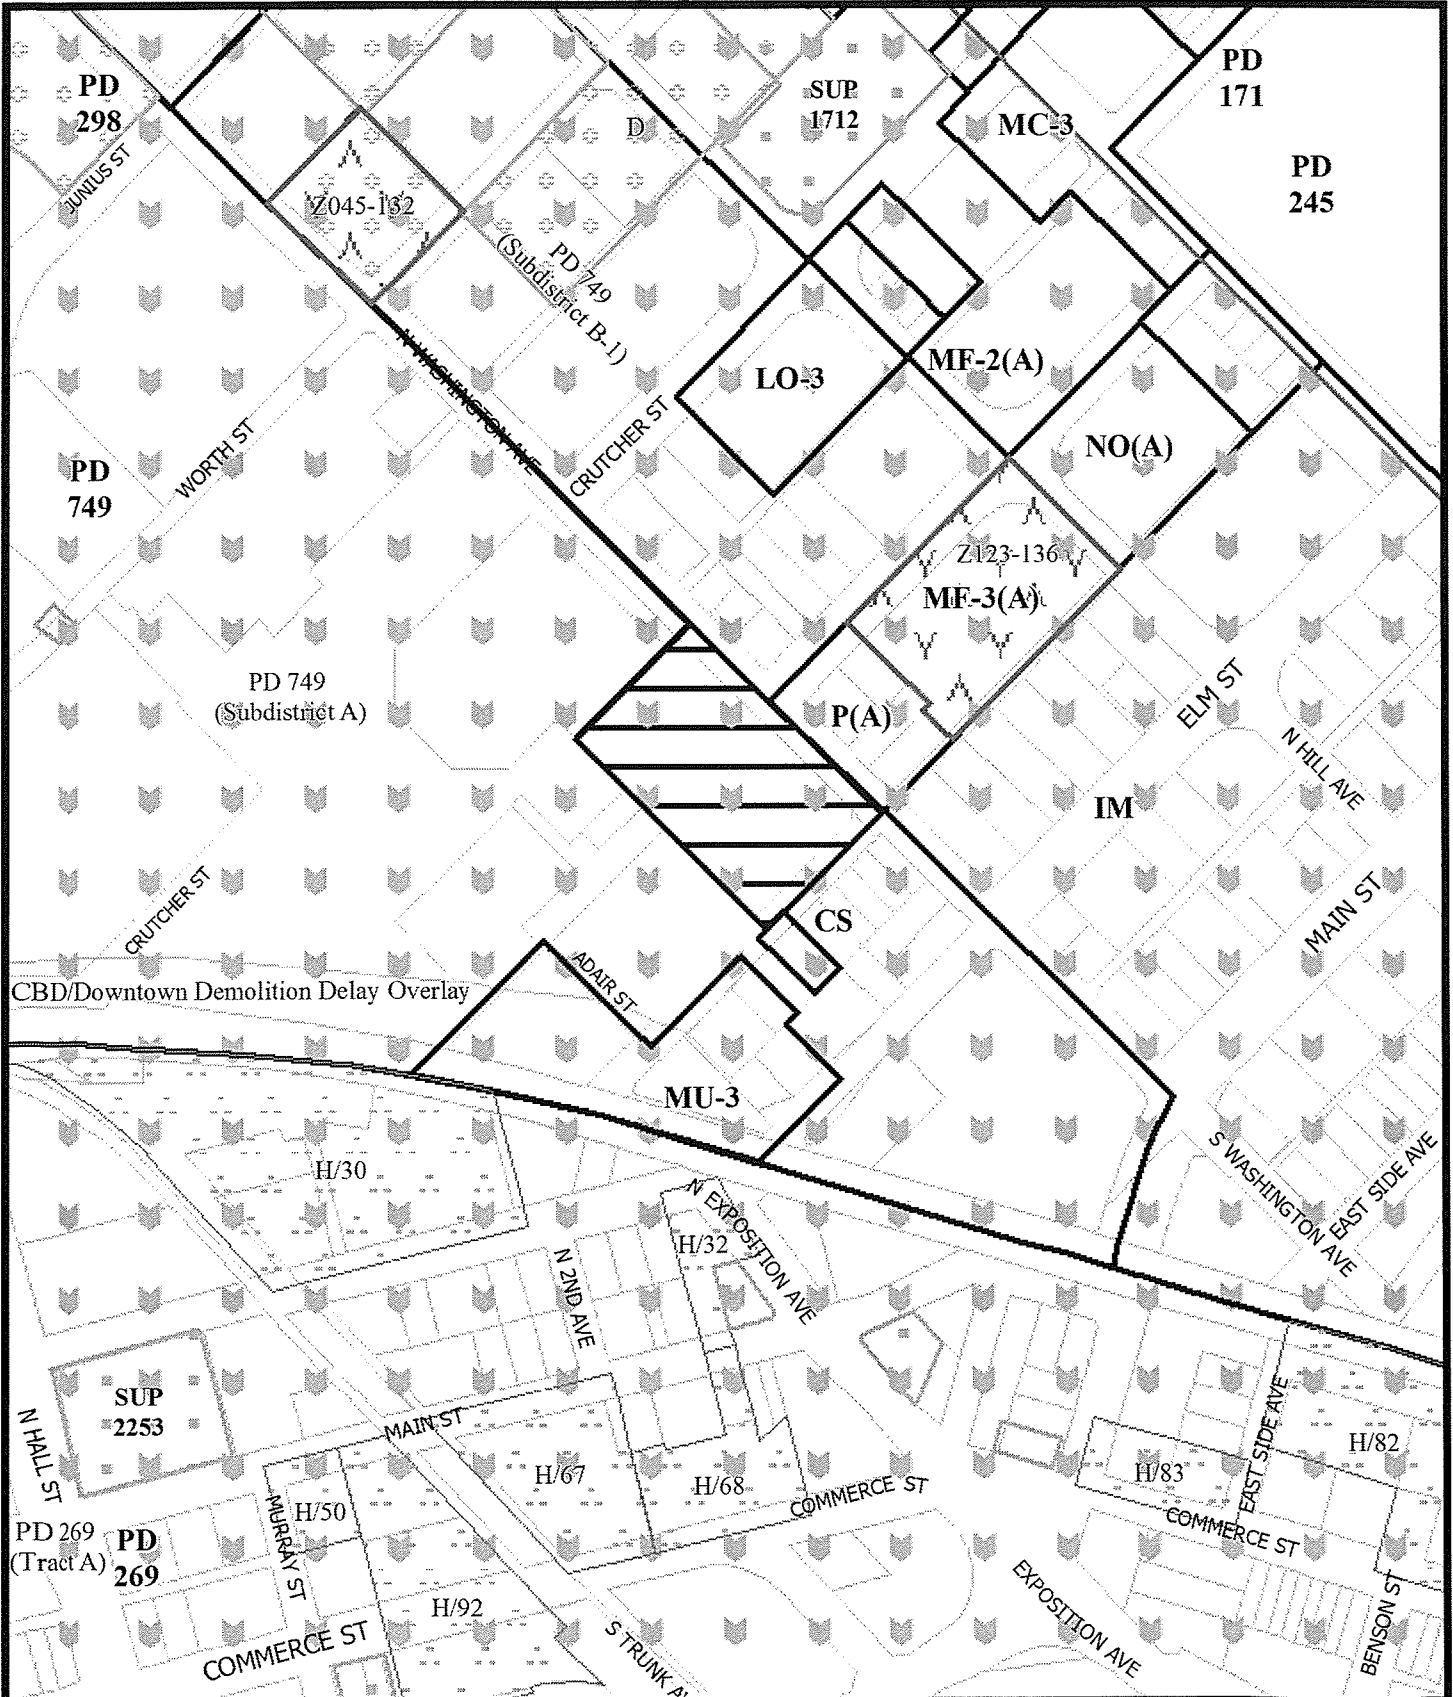 PD
298
JUNIUS ST
Z045-132
D
SUP
1712
MC-3
PD
171
PD
245
PD 749
(Subdistrict B-1)
N WASHINGTON AVE
LO-3
MF-2(A)
CRUTCHER ST
NO(A)
WORTH ST
PD
749
Z123-136
MF-3(A)
PD 749
(Subdistrict A)
P(A)
ELM ST
N HILL AVE
IM
CRUTCHER ST
CS
MAIN ST
ADAIR ST
CBD/Downtown Demolition Delay Overlay
MU-3
H/30
S WASHINGTON AVE
EAST SIDE AVE
N EXPOSITION AVE
H/32
N 2ND AVE
SUP
2253
N HALL ST
MAIN ST
H/67
H/68
COMMERCE ST
H/83
EAST SIDE AVE
H/82
COMMERCE ST
H/50
MURRAY ST
PD 269
(Tract A)
PD
269
H/92
COMMERCE ST
S TRUNK AV
EXPOSITION AVE
BENSON ST